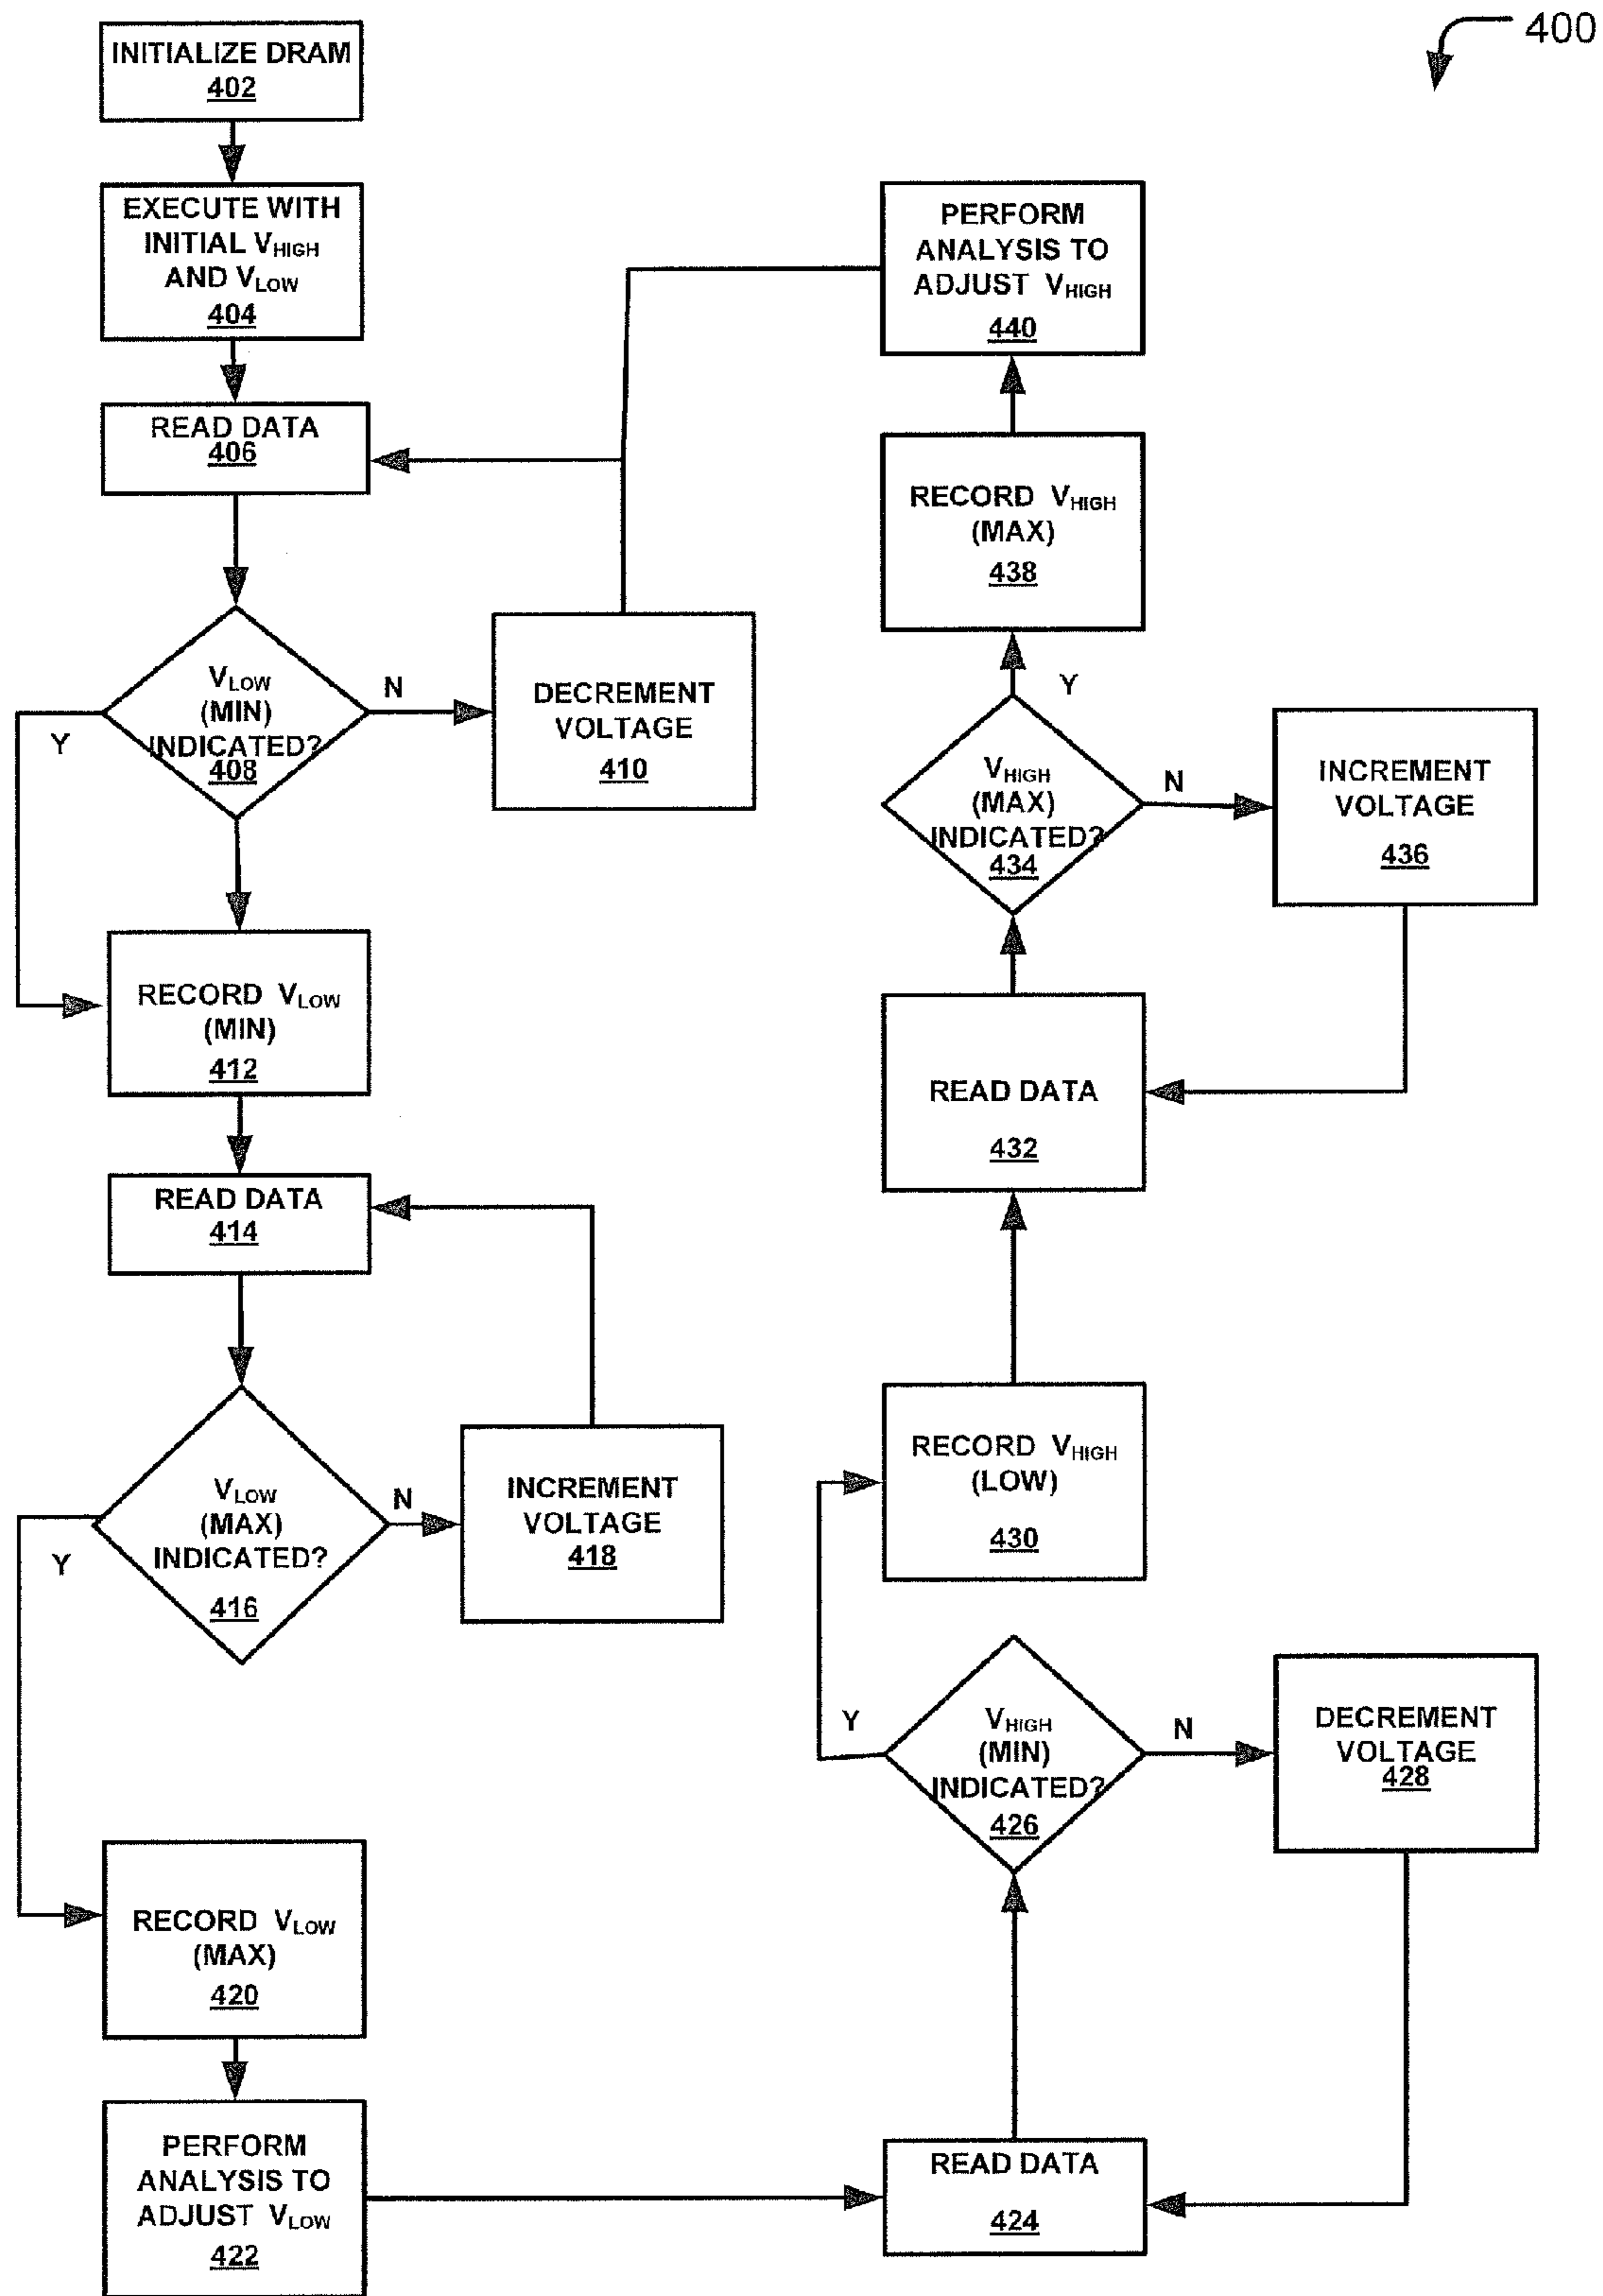 400
INITIALIZE DRAM
402
EXECUTE WITH
INITIAL VHIGH
AND VLOW
404
READ DATA
406
VLOW
(MIN)
INDICATED?
408
Y
N
DECREMENT
VOLTAGE
410
RECORD VLOW
(MIN)
412
READ DATA
414
VLOW
(MAX)
INDICATED?
416
Y
N
INCREMENT
VOLTAGE
418
RECORD VLOW
(MAX)
420
PERFORM
ANALYSIS TO
ADJUST VLOW
422
READ DATA
424
VHIGH
(MIN)
INDICATED?
426
Y
N
DECREMENT
VOLTAGE
428
RECORD VHIGH
(LOW)
430
READ DATA
432
VHIGH
(MAX)
INDICATED?
434
Y
N
INCREMENT
VOLTAGE
436
RECORD VHIGH
(MAX)
438
PERFORM
ANALYSIS TO
ADJUST VHIGH
440